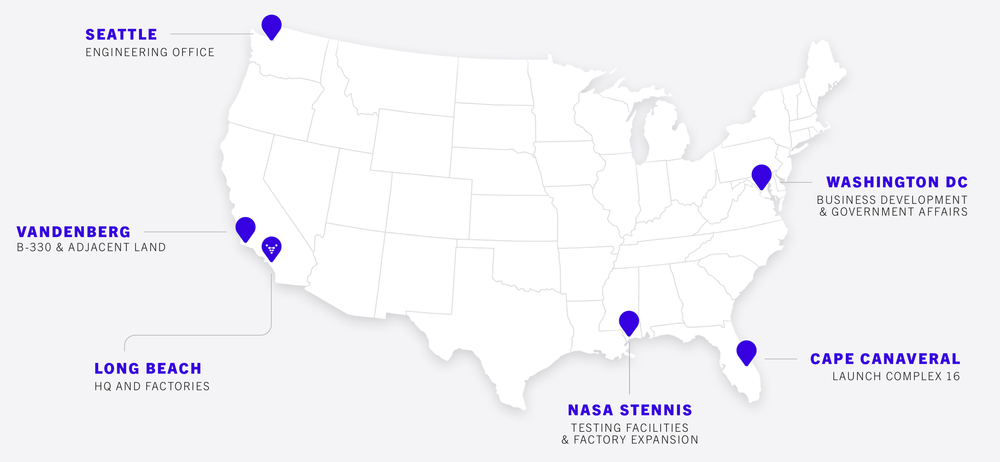 SEATTLE
ENGINEERING OFFICE
WASHINGTON DC
BUSINESS DEVELOPMENT
& GOVERNMENT AFFAIRS
VANDENBERG
B-330 & ADJACENT LAND
LONG BEACH
HQ AND FACTORIES
CAPE CANAVERAL
LAUNCH COMPLEX 16
NASA STENNIS
TESTING FACILITIES
& FACTORY EXPANSION